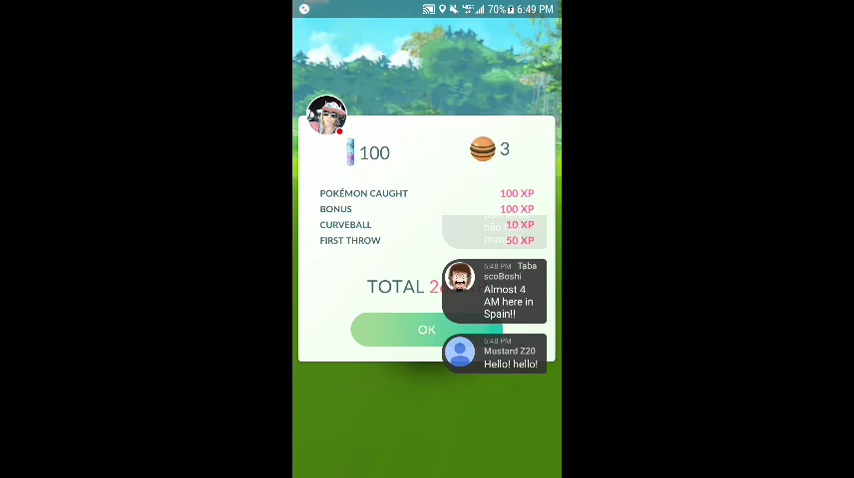 70% 6:49 PM
100
3
POKÉMON CAUGHT 100 XP
BONUS 100 XP
CURVEBALL 10 XP
FIRST THROW 50 XP
não
TOTAL 2
OK
6:48 PM Taba
scoBoshi
Almost 4
AM here in
Spain!!
6:48 PM
Mustard Z20
Hello! hello!